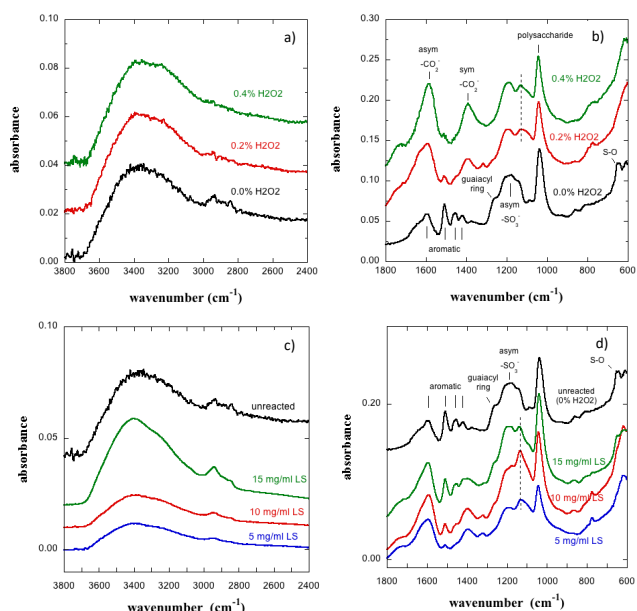 a)
0.10
0.08
0.06
0.04
0.02
0.00
absorbance
0.4% H2O2
0.2% H2O2
0.0% H2O2
3800 3600 3400 3200 3000 2800 2600 2400
wavenumber (cm-1)
b)
0.30
0.25
0.20
0.15
0.10
0.05
0.00
absorbance
asym
-CO2-
sym
-CO2-
polysaccharide
0.4% H2O2
0.2% H2O2
S-O
guaiacyl
ring
asym
-SO3-
0.0% H2O2
aromatic
1800 1600 1400 1200 1000 800 600
wavenumber (cm-1)
c)
0.10
0.05
0.00
absorbance
unreacted
15 mg/ml LS
10 mg/ml LS
5 mg/ml LS
3800 3600 3400 3200 3000 2800 2600 2400
wavenumber (cm-1)
d)
0.20
0.00
absorbance
asym
-SO3-
guaiacyl
ring
aromatic
S-O
unreacted
(0% H2O2)
15 mg/ml LS
10 mg/ml LS
5 mg/ml LS
1800 1600 1400 1200 1000 800 600
wavenumber (cm-1)